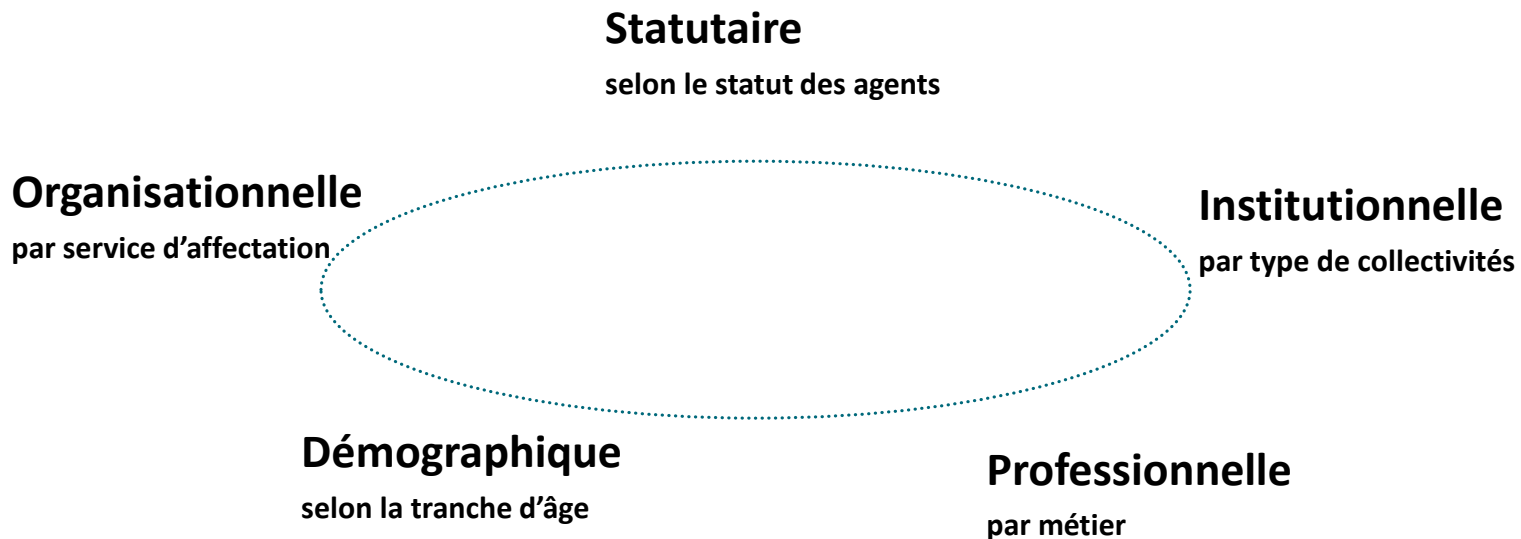 Statutaire
selon le statut des agents
Organisationnelle
par service d’affectation
Institutionnelle
par type de collectivités
Démographique
selon la tranche d’âge
Professionnelle
par métier